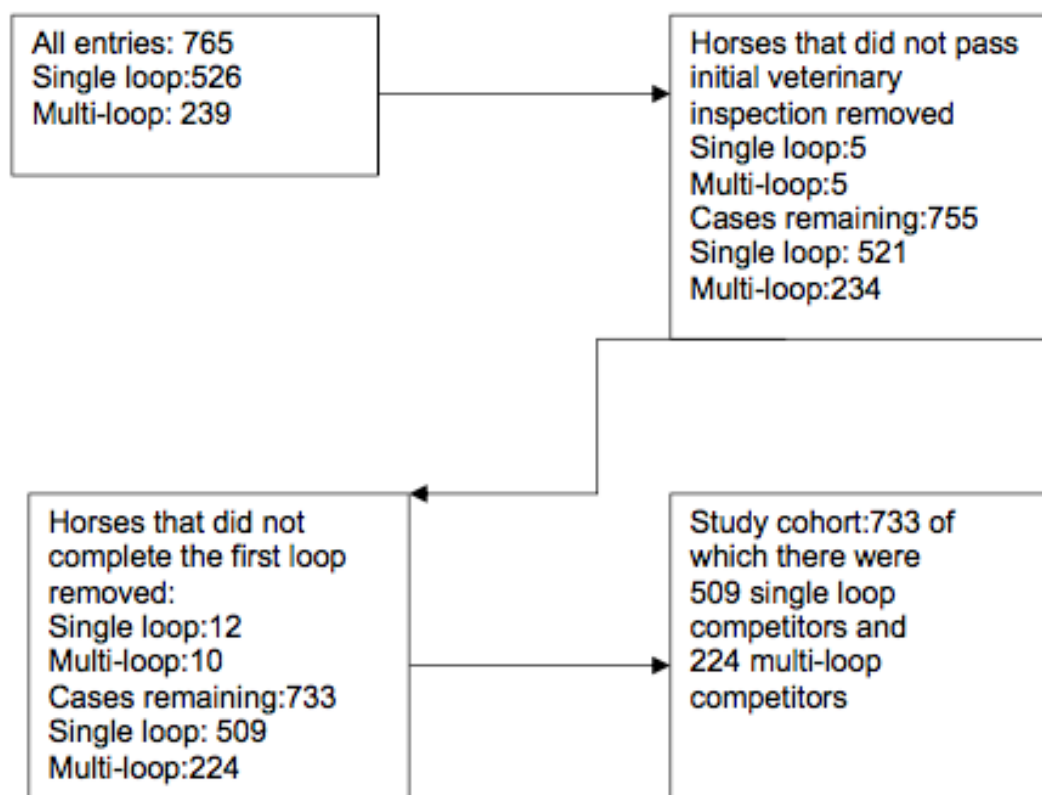 All entries: 765
Single loop:526
Multi-loop: 239
Horses that did not pass
initial veterinary
inspection removed
Single loop:5
Multi-loop:5
Cases remaining:755
Single loop: 521
Multi-loop:234
Horses that did not
complete the first loop
removed:
Single loop:12
Multi-loop:10
Cases remaining:733
Single loop: 509
Multi-loop:224
Study cohort:733 of
which there were
509 single loop
competitors and
224 multi-loop
competitors